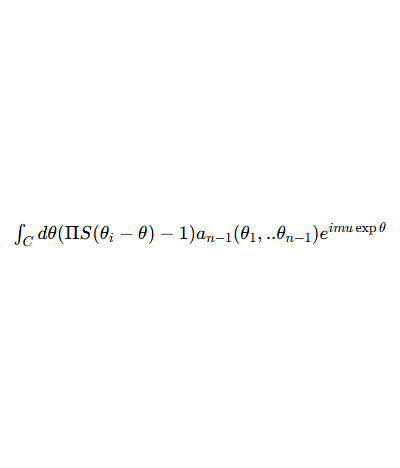 ∫_C dθ(ΠS(θ_i − θ) − 1)a_{n−1}(θ_1, ..θ_{n−1})e^{imu exp θ}